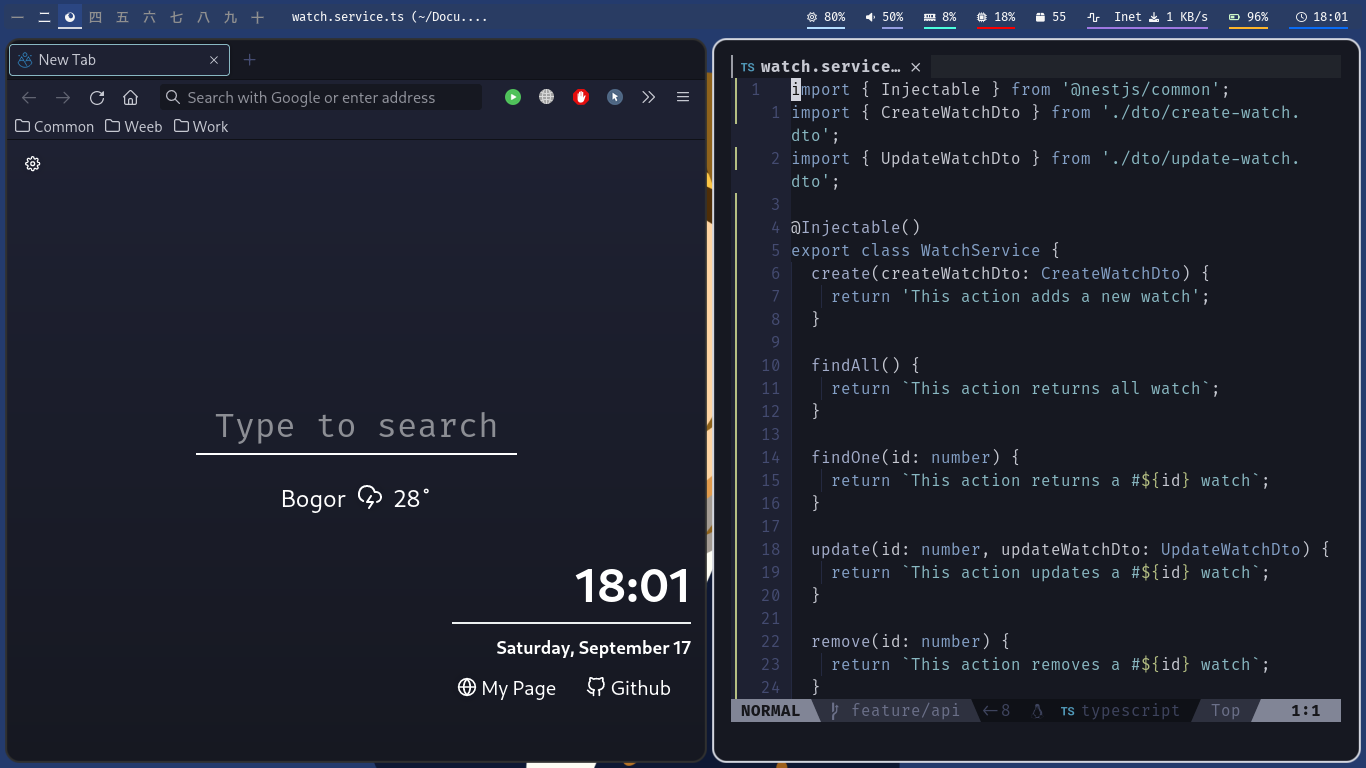 一 二 四 五 六 七 八 九 十 watch.service.ts (~/Docu.... 80% 50% 8% 18% 55 Inet 1 KB/s 96% 18:01
New Tab
Search with Google or enter address
Common Weeb Work
Type to search
Bogor 28°
18:01
Saturday, September 17
My Page Github
TS watch.service…
1 import { Injectable } from '@nestjs/common';
1 import { CreateWatchDto } from './dto/create-watch.
dto';
2 import { UpdateWatchDto } from './dto/update-watch.
dto';
3
4 @Injectable()
5 export class WatchService {
6 create(createWatchDto: CreateWatchDto) {
7 return 'This action adds a new watch';
8 }
9
10 findAll() {
11 return `This action returns all watch`;
12 }
13
14 findOne(id: number) {
15 return `This action returns a #${id} watch`;
16 }
17
18 update(id: number, updateWatchDto: UpdateWatchDto) {
19 return `This action updates a #${id} watch`;
20 }
21
22 remove(id: number) {
23 return `This action removes a #${id} watch`;
24 }
NORMAL feature/api ←8 TS typescript Top 1:1